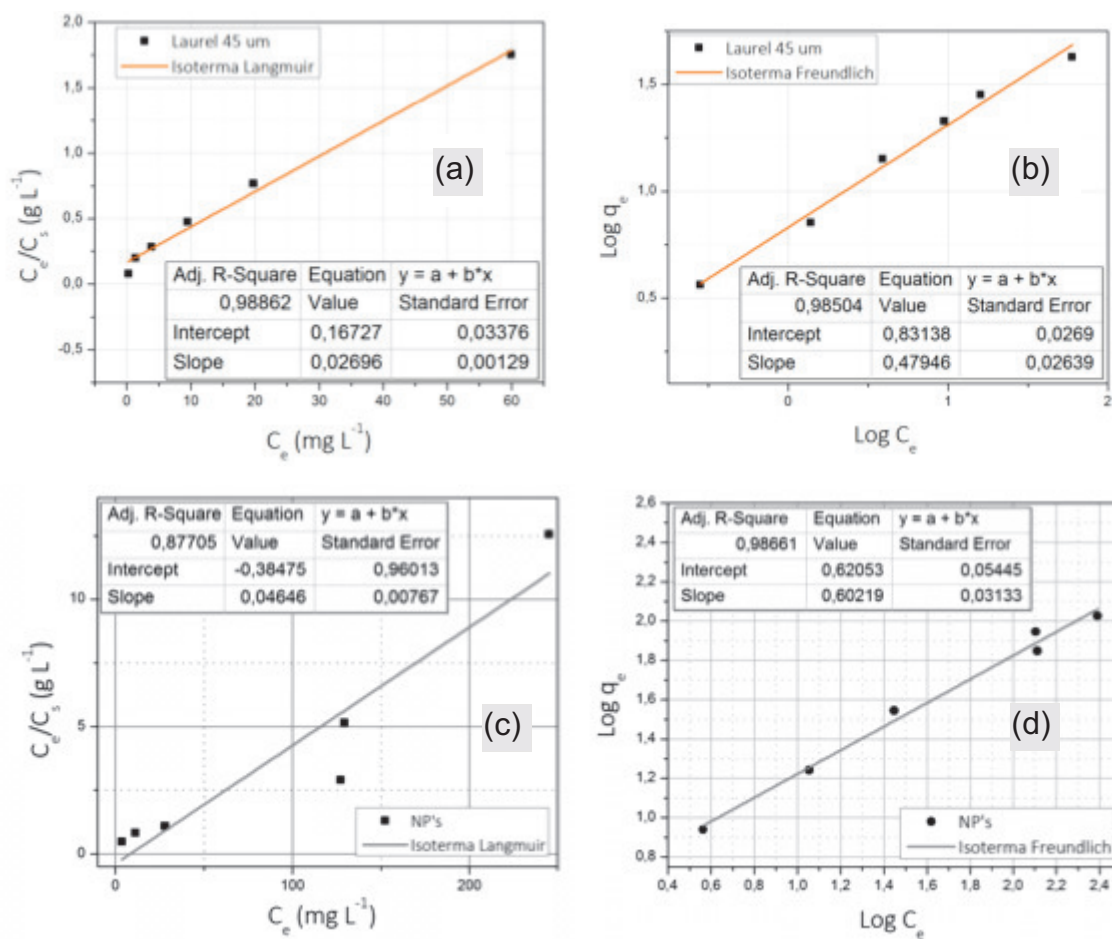 Laurel 45 um
Isoterma Langmuir
(a)
2,0
1,5
1,0
0,5
0,0
-0,5
C_e/C_s (g L^-1)
Adj. R-Square Equation y = a + b*x
0,98862 Value Standard Error
Intercept 0,16727 0,03376
Slope 0,02696 0,00129
0 10 20 30 40 50 60
C_e (mg L^-1)
Laurel 45 um
Isoterma Freundlich
(b)
1,5
1,0
0,5
Log q_e
Adj. R-Square Equation y = a + b*x
0,98504 Value Standard Error
Intercept 0,83138 0,0269
Slope 0,47946 0,02639
0 1 2
Log C_e
Adj. R-Square Equation y = a + b*x
0,87705 Value Standard Error
Intercept -0,38475 0,96013
Slope 0,04646 0,00767
10
5
0
C_e/C_s (g L^-1)
(c)
NP's
Isoterma Langmuir
0 100 200
C_e (mg L^-1)
2,6
2,4
2,2
2,0
1,8
1,6
1,4
1,2
1,0
0,8
Log q_e
Adj. R-Square Equation y = a + b*x
0,98661 Value Standard Error
Intercept 0,62053 0,05445
Slope 0,60219 0,03133
(d)
NP's
Isoterma Freundlich
0,4 0,6 0,8 1,0 1,2 1,4 1,6 1,8 2,0 2,2 2,4
Log C_e